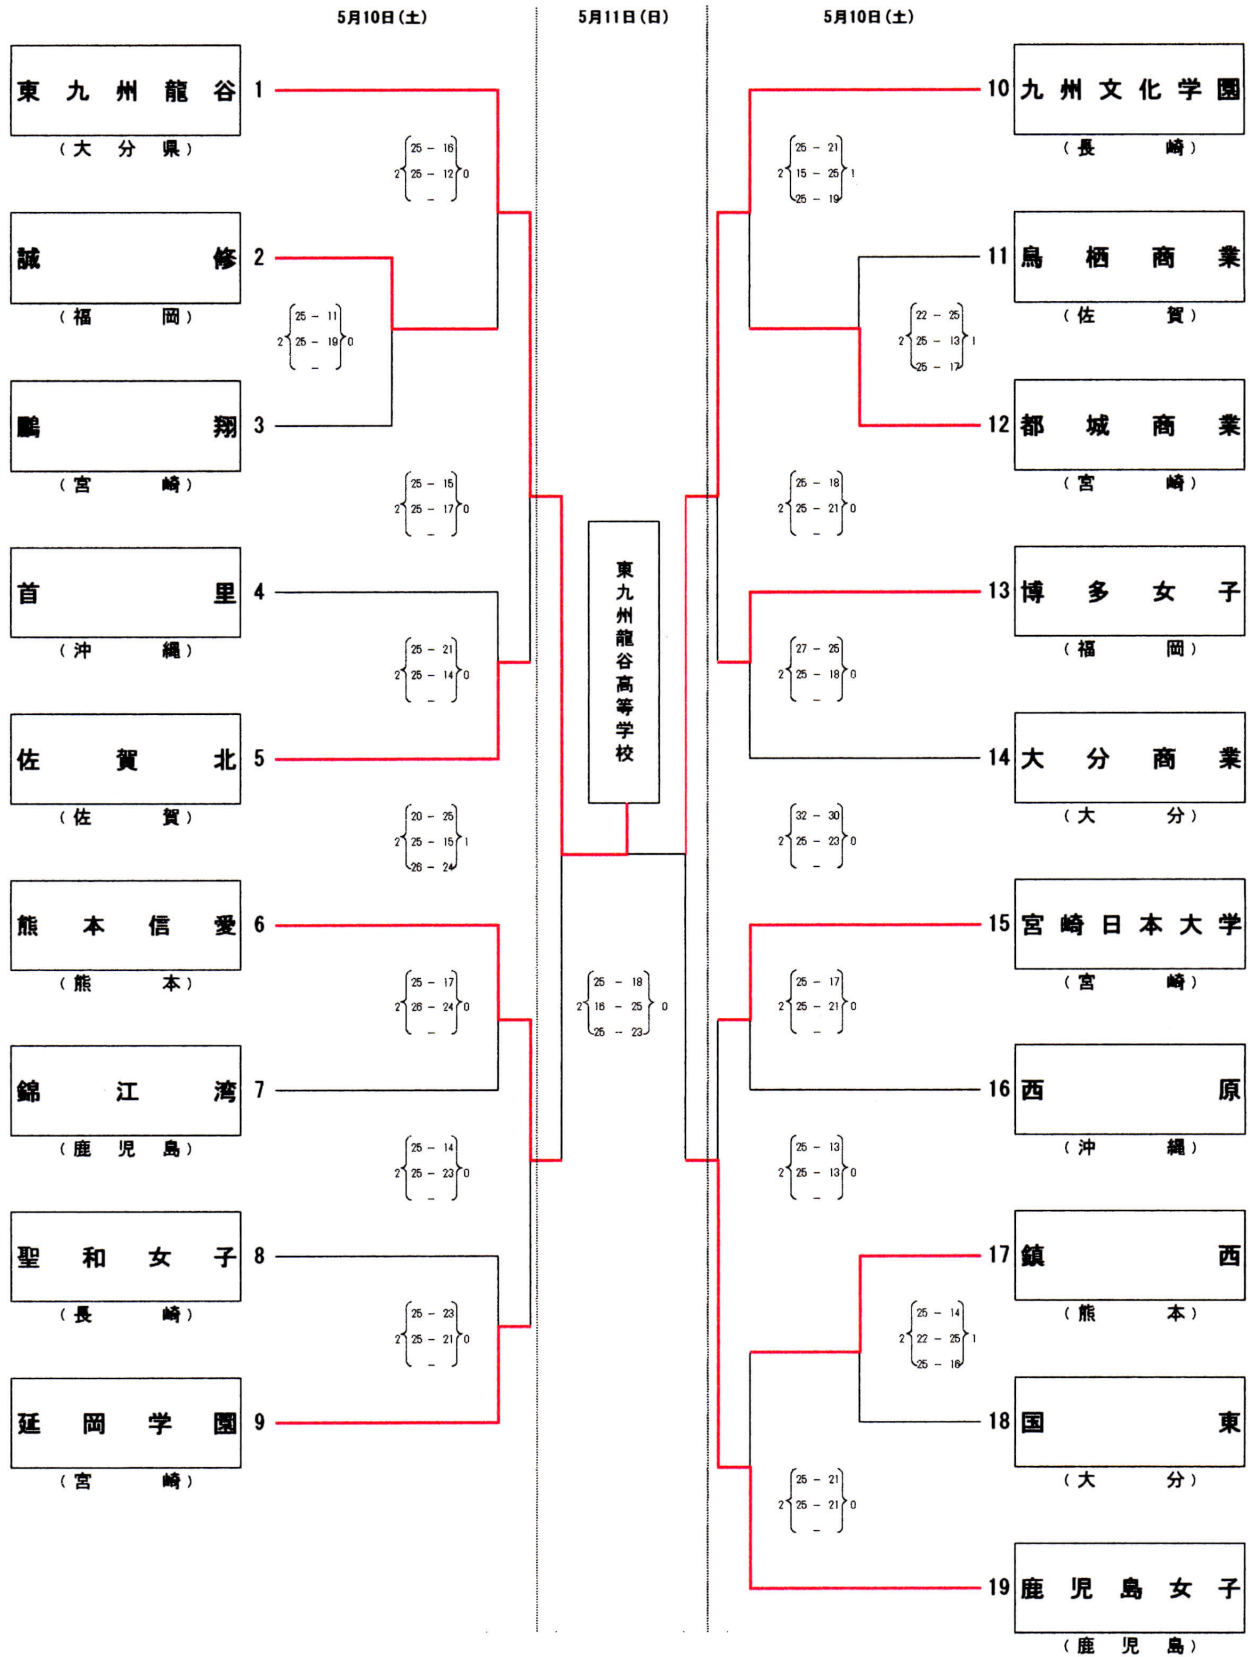 5月10日(土) 5月11日(日) 5月10日(土)
東九州龍谷 1
(大分県)
2 25 - 16 0
25 - 12
-
誠修 2
(福岡)
2 25 - 11 0
25 - 19
-
鵬翔 3
(宮崎)
2 25 - 15 0
25 - 17
-
首里 4
(沖縄)
2 25 - 21 0
25 - 14
-
佐賀北 5
(佐賀)
2 20 - 25 1
25 - 15
26 - 24
熊本信愛 6
(熊本)
2 25 - 17 0
26 - 24
-
錦江湾 7
(鹿児島)
2 25 - 14 0
25 - 23
-
聖和女子 8
(長崎)
2 25 - 23 0
25 - 21
-
延岡学園 9
(宮崎)
東九州龍谷高等学校
2 25 - 18 0
16 - 25
25 - 23
10 九州文化学園
(長崎)
2 25 - 21 1
15 - 25
25 - 19
11 鳥栖商業
(佐賀)
2 22 - 25 1
25 - 13
25 - 17
12 都城商業
(宮崎)
2 25 - 18 0
25 - 21
-
13 博多女子
(福岡)
2 27 - 25 0
25 - 18
-
14 大分商業
(大分)
2 32 - 30 0
25 - 23
-
15 宮崎日本大学
(宮崎)
2 25 - 17 0
25 - 21
-
16 西原
(沖縄)
2 25 - 13 0
25 - 13
-
17 鎮西
(熊本)
2 25 - 14 1
22 - 25
25 - 16
18 国東
(大分)
2 25 - 21 0
25 - 21
-
19 鹿児島女子
(鹿児島)